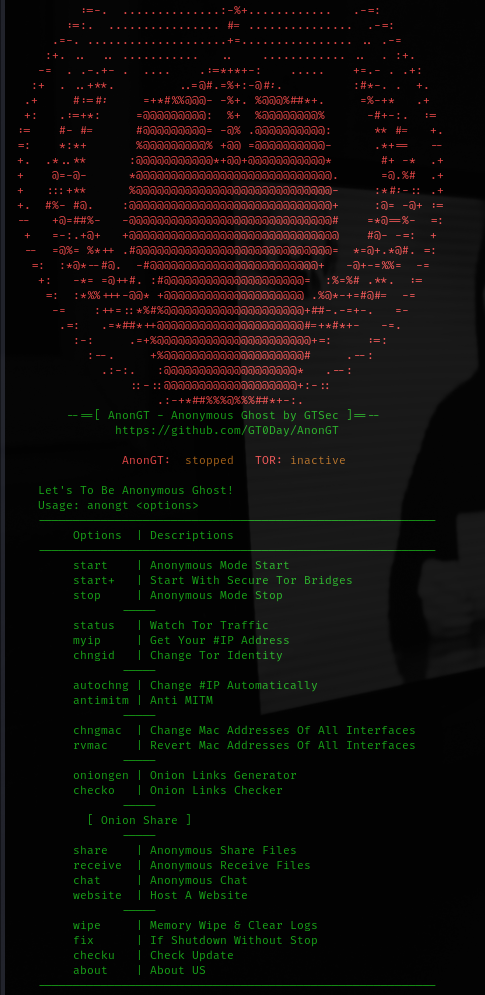 --==[ AnonGT - Anonymous Ghost by GTSec ]==--
https://github.com/GT0Day/AnonGT
AnonGT: stopped TOR: inactive
Let's To Be Anonymous Ghost!
Usage: anongt <options>
Options | Descriptions
start | Anonymous Mode Start
start+ | Start With Secure Tor Bridges
stop | Anonymous Mode Stop
status | Watch Tor Traffic
myip | Get Your #IP Address
chngid | Change Tor Identity
autochng | Change #IP Automatically
antimitm | Anti MITM
chngmac | Change Mac Addresses Of All Interfaces
rvmac | Revert Mac Addresses Of All Interfaces
oniongen | Onion Links Generator
checko | Onion Links Checker
[ Onion Share ]
share | Anonymous Share Files
receive | Anonymous Receive Files
chat | Anonymous Chat
website | Host A Website
wipe | Memory Wipe & Clear Logs
fix | If Shutdown Without Stop
checku | Check Update
about | About US